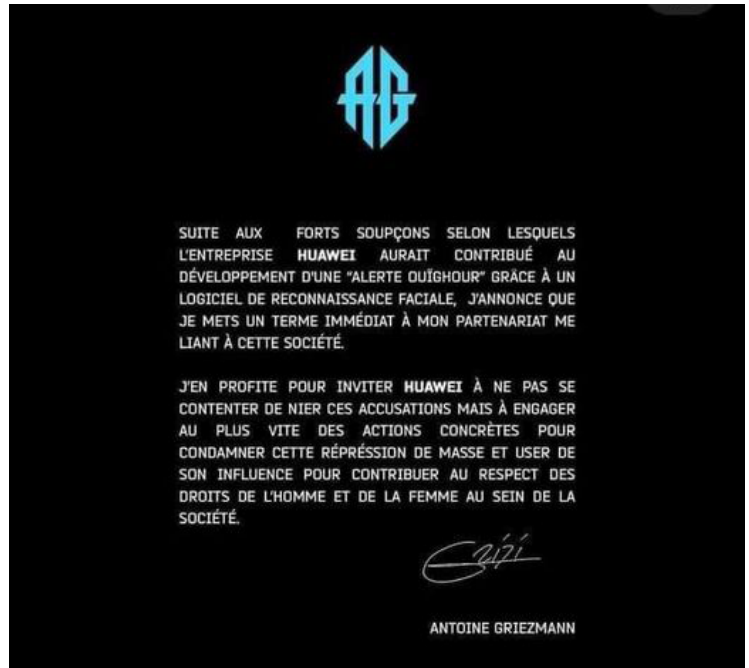 AG
SUITE AUX FORTS SOUPÇONS SELON LESQUELS
L'ENTREPRISE HUAWEI AURAIT CONTRIBUÉ AU
DÉVELOPPEMENT D'UNE "ALERTE OUÏGHOUR" GRÂCE À UN
LOGICIEL DE RECONNAISSANCE FACIALE, J'ANNONCE QUE
JE METS UN TERME IMMÉDIAT À MON PARTENARIAT ME
LIANT À CETTE SOCIÉTÉ.
J'EN PROFITE POUR INVITER HUAWEI À NE PAS SE
CONTENTER DE NIER CES ACCUSATIONS MAIS À ENGAGER
AU PLUS VITE DES ACTIONS CONCRÈTES POUR
CONDAMNER CETTE RÉPRÉSSION DE MASSE ET USER DE
SON INFLUENCE POUR CONTRIBUER AU RESPECT DES
DROITS DE L'HOMME ET DE LA FEMME AU SEIN DE LA
SOCIÉTÉ.
Grizi
ANTOINE GRIEZMANN